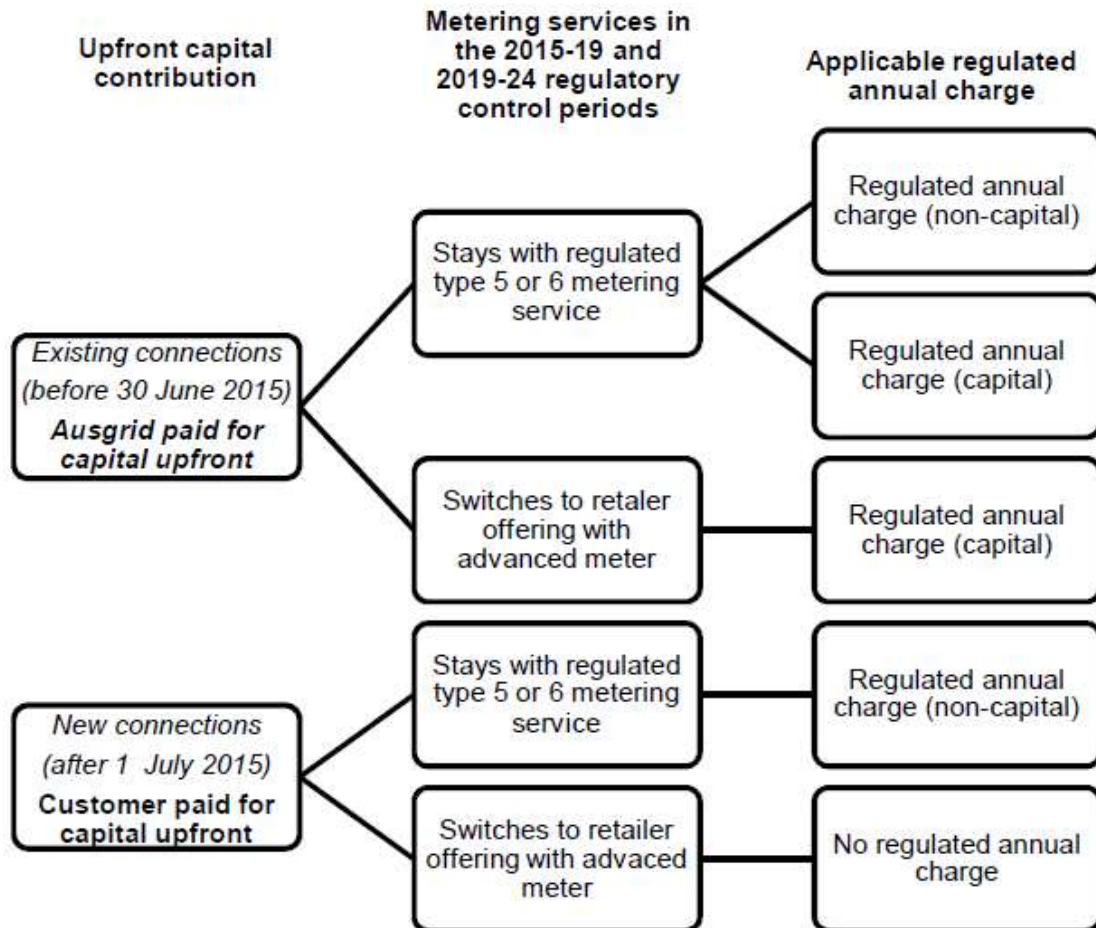 Upfront capital
contribution
Metering services in
the 2015-19 and
2019-24 regulatory
control periods
Applicable regulated
annual charge
Existing connections
(before 30 June 2015)
Ausgrid paid for
capital upfront
Stays with regulated
type 5 or 6 metering
service
Regulated annual
charge (non-capital)
Regulated annual
charge (capital)
Switches to retaler
offering with
advanced meter
Regulated annual
charge (capital)
New connections
(after 1 July 2015)
Customer paid for
capital upfront
Stays with regulated
type 5 or 6 metering
service
Regulated annual
charge (non-capital)
Switches to retailer
offering with advaced
meter
No regulated annual
charge